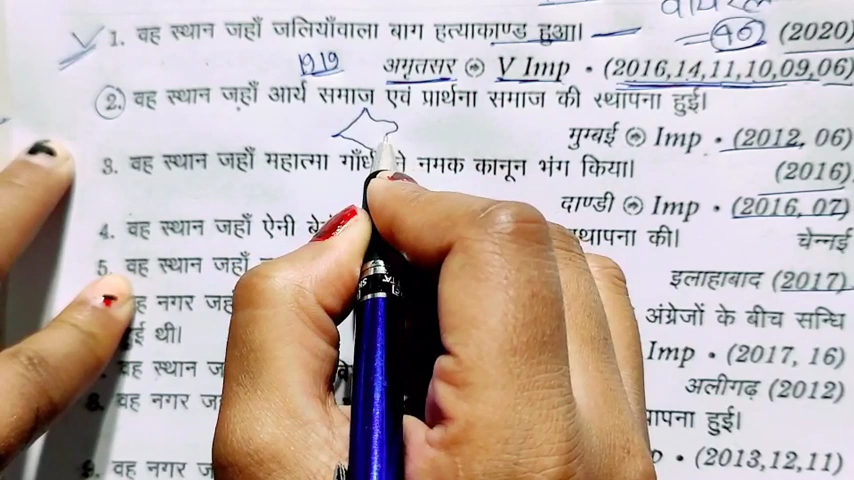 वायरल
1. वह स्थान जहाँ जलियाँवाला बाग हत्याकाण्ड हुआ। (2020)
1919 अमृतसर V Imp • (2016,14,11,10,09,06)
2. वह स्थान जहाँ आर्य समाज एवं प्रार्थना समाज की स्थापना हुई।
मुम्बई Imp • (2012, 06)
3. वह स्थान जहाँ महात्मा गाँधी ने नमक कानून भंग किया। (2016)
दाण्डी Imp • (2016, 07)
4. वह स्थान जहाँ ऐनी स्थापना की। चेन्नई
5. वह स्थान जहाँ इलाहाबाद (2017)
वह नगर जहाँ अंग्रेजों के बीच सन्धि
हुई थी। Imp • (2017, 16)
वह स्थान अलीगढ़ (2012)
8. वह नगर स्थापना हुई।
9. वह नगर • (2013,12,11)